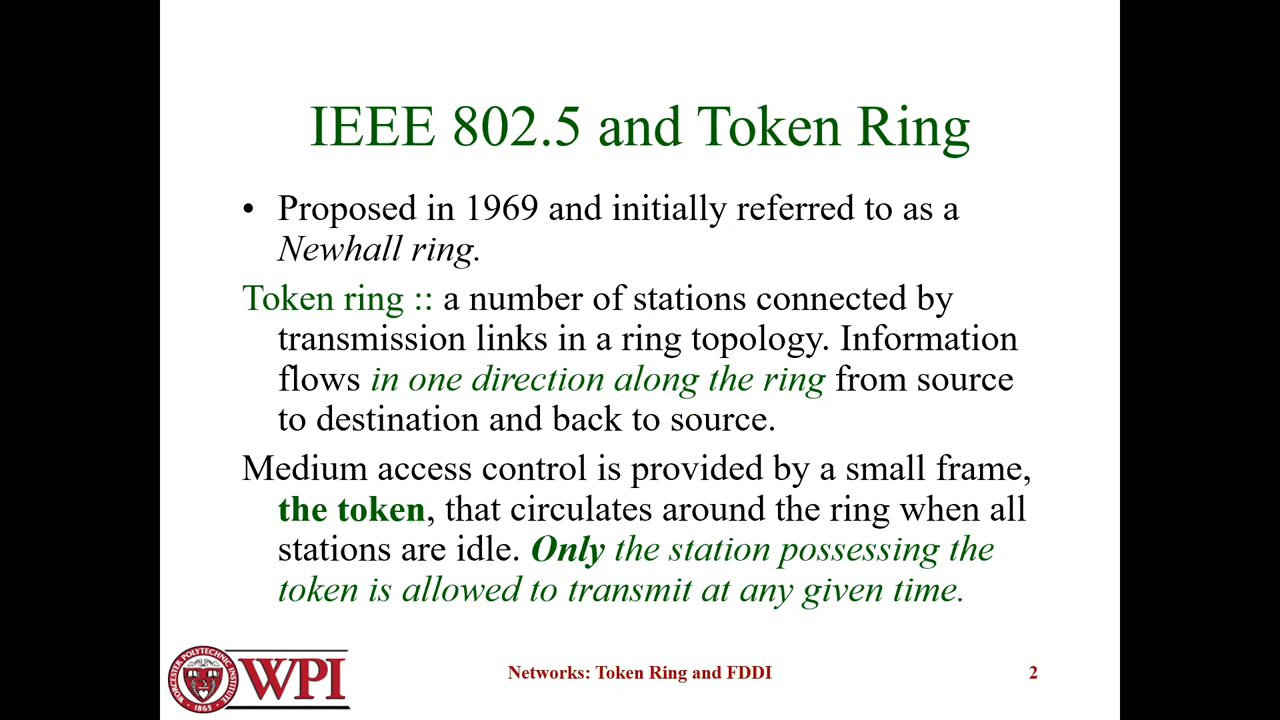 IEEE 802.5 and Token Ring
• Proposed in 1969 and initially referred to as a
Newhall ring.
Token ring :: a number of stations connected by
transmission links in a ring topology. Information
flows in one direction along the ring from source
to destination and back to source.
Medium access control is provided by a small frame,
the token, that circulates around the ring when all
stations are idle. Only the station possessing the
token is allowed to transmit at any given time.
WORCESTER POLYTECHNIC INSTITUTE
1865
WPI
Networks: Token Ring and FDDI
2